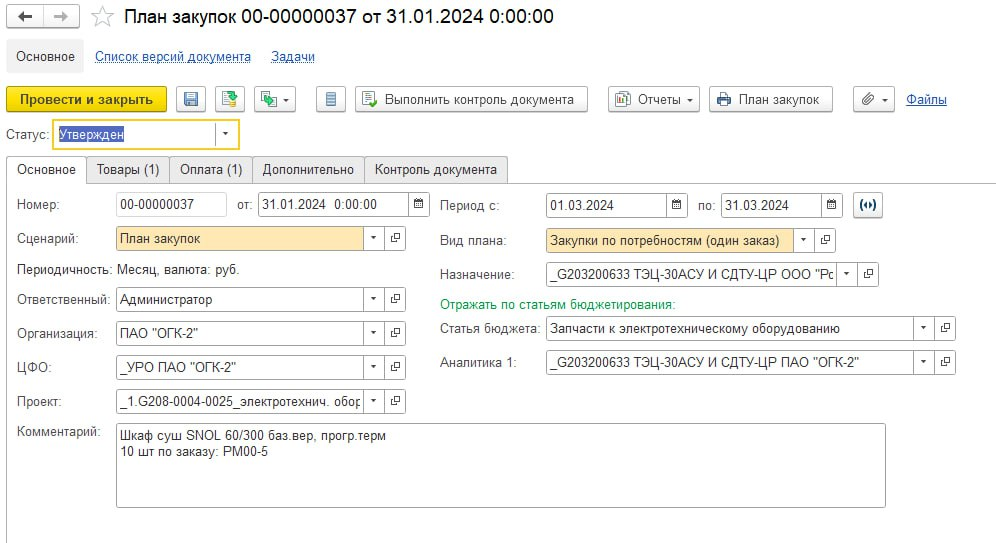 План закупок 00-00000037 от 31.01.2024 0:00:00
Основное Список версий документа Задачи
Провести и закрыть Выполнить контроль документа Отчеты План закупок Файлы
Статус: Утвержден
Основное Товары (1) Оплата (1) Дополнительно Контроль документа
Номер: 00-00000037 от: 31.01.2024 0:00:00 Период с: 01.03.2024 по: 31.03.2024
Сценарий: План закупок Вид плана: Закупки по потребностям (один заказ)
Периодичность: Месяц, валюта: руб. Назначение: _G203200633 ТЭЦ-30АСУ И СДТУ-ЦР ООО "Рс
Ответственный: Администратор Отражать по статьям бюджетирования:
Организация: ПАО "ОГК-2" Статья бюджета: Запчасти к электротехническому оборудованию
ЦФО: _УРО ПАО "ОГК-2" Аналитика 1: _G203200633 ТЭЦ-30АСУ И СДТУ-ЦР ПАО "ОГК-2"
Проект: _1.G208-0004-0025_электротехнич. обор
Комментарий: Шкаф суш SNOL 60/300 баз.вер, прогр.терм
10 шт по заказу: РМ00-5